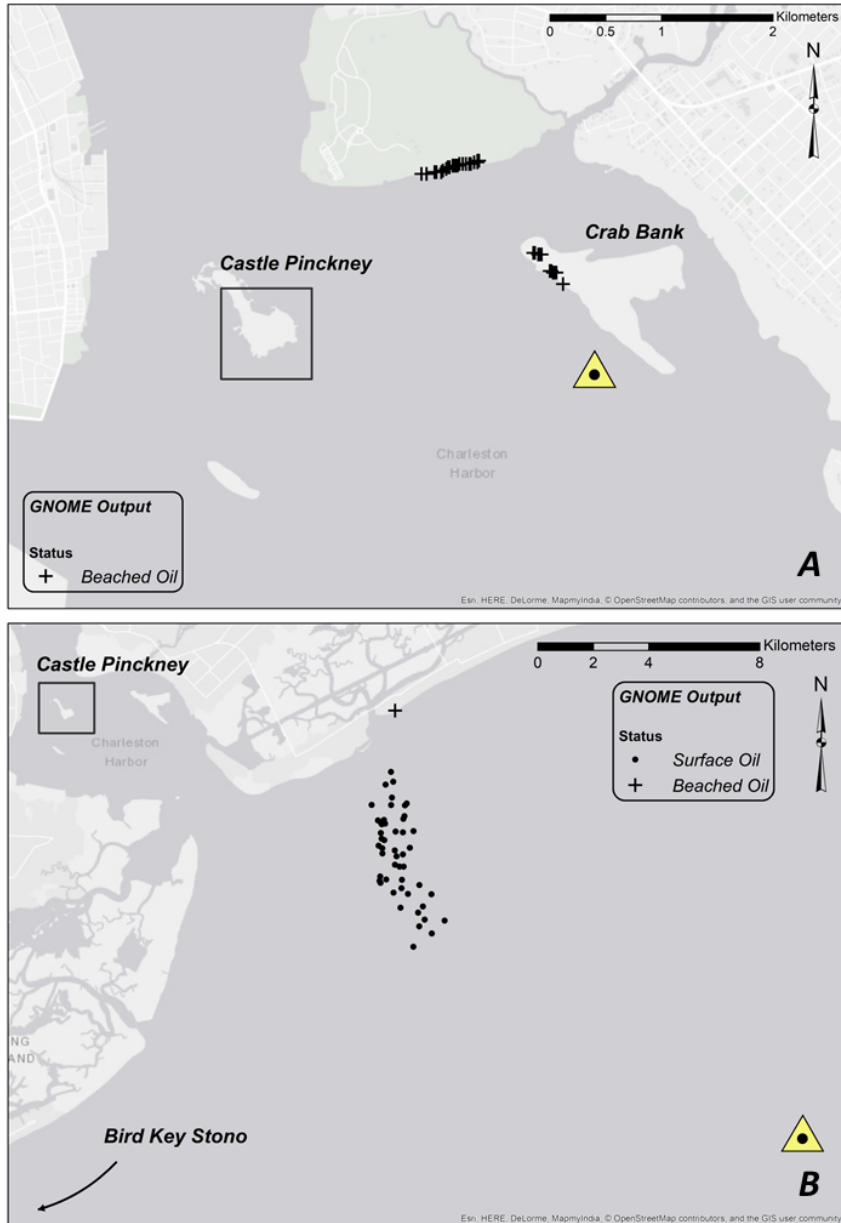 Kilometers
0 0.5 1 2
N
Crab Bank
Castle Pinckney
Charleston
Harbor
GNOME Output
Status
Beached Oil
A
Esri, HERE, DeLorme, MapmyIndia, © OpenStreetMap contributors, and the GIS user community
Castle Pinckney
Kilometers
0 2 4 8
N
GNOME Output
Status
Surface Oil
Beached Oil
Charleston
Harbor
NG
AND
Bird Key Stono
B
Esri, HERE, DeLorme, MapmyIndia, © OpenStreetMap contributors, and the GIS user community